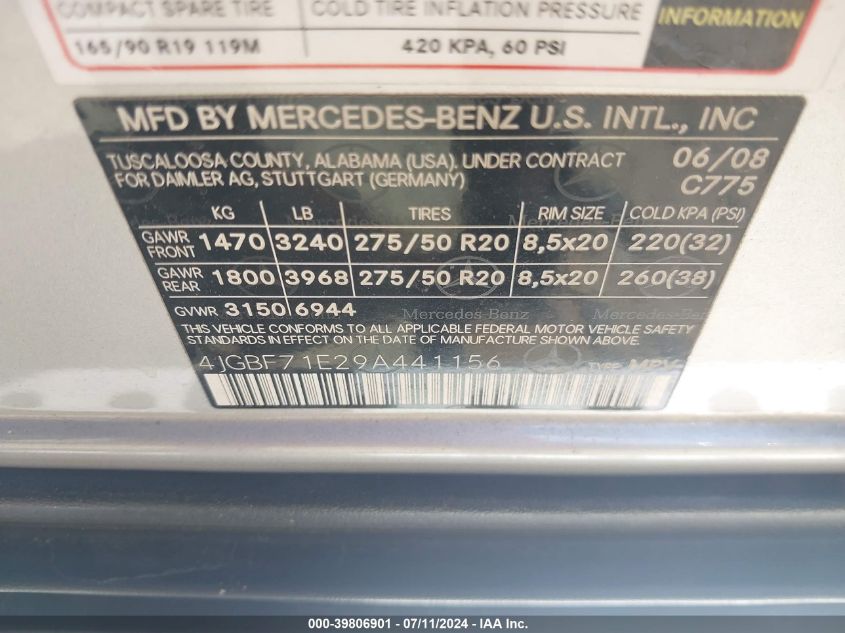 COMPACT SPARE TIRE COLD TIRE INFLATION PRESSURE
165/90 R19 119M 420 KPA, 60 PSI
INFORMATION
MFD BY MERCEDES-BENZ U.S. INTL., INC
TUSCALOOSA COUNTY, ALABAMA (USA). UNDER CONTRACT 06/08
FOR DAIMLER AG, STUTTGART (GERMANY) C775
KG LB TIRES RIM SIZE COLD KPA (PSI)
GAWR FRONT 1470 3240 275/50 R20 8,5x20 220(32)
GAWR REAR 1800 3968 275/50 R20 8,5x20 260(38)
GVWR 3150 6944
Mercedes-Benz
THIS VEHICLE CONFORMS TO ALL APPLICABLE FEDERAL MOTOR VEHICLE SAFETY
STANDARDS IN EFFECT ON THE DATE OF MANUFACTURE SHOWN ABOVE.
4JGBF71E29A441156 TYPE MPV
000-39806901 - 07/11/2024 - IAA Inc.